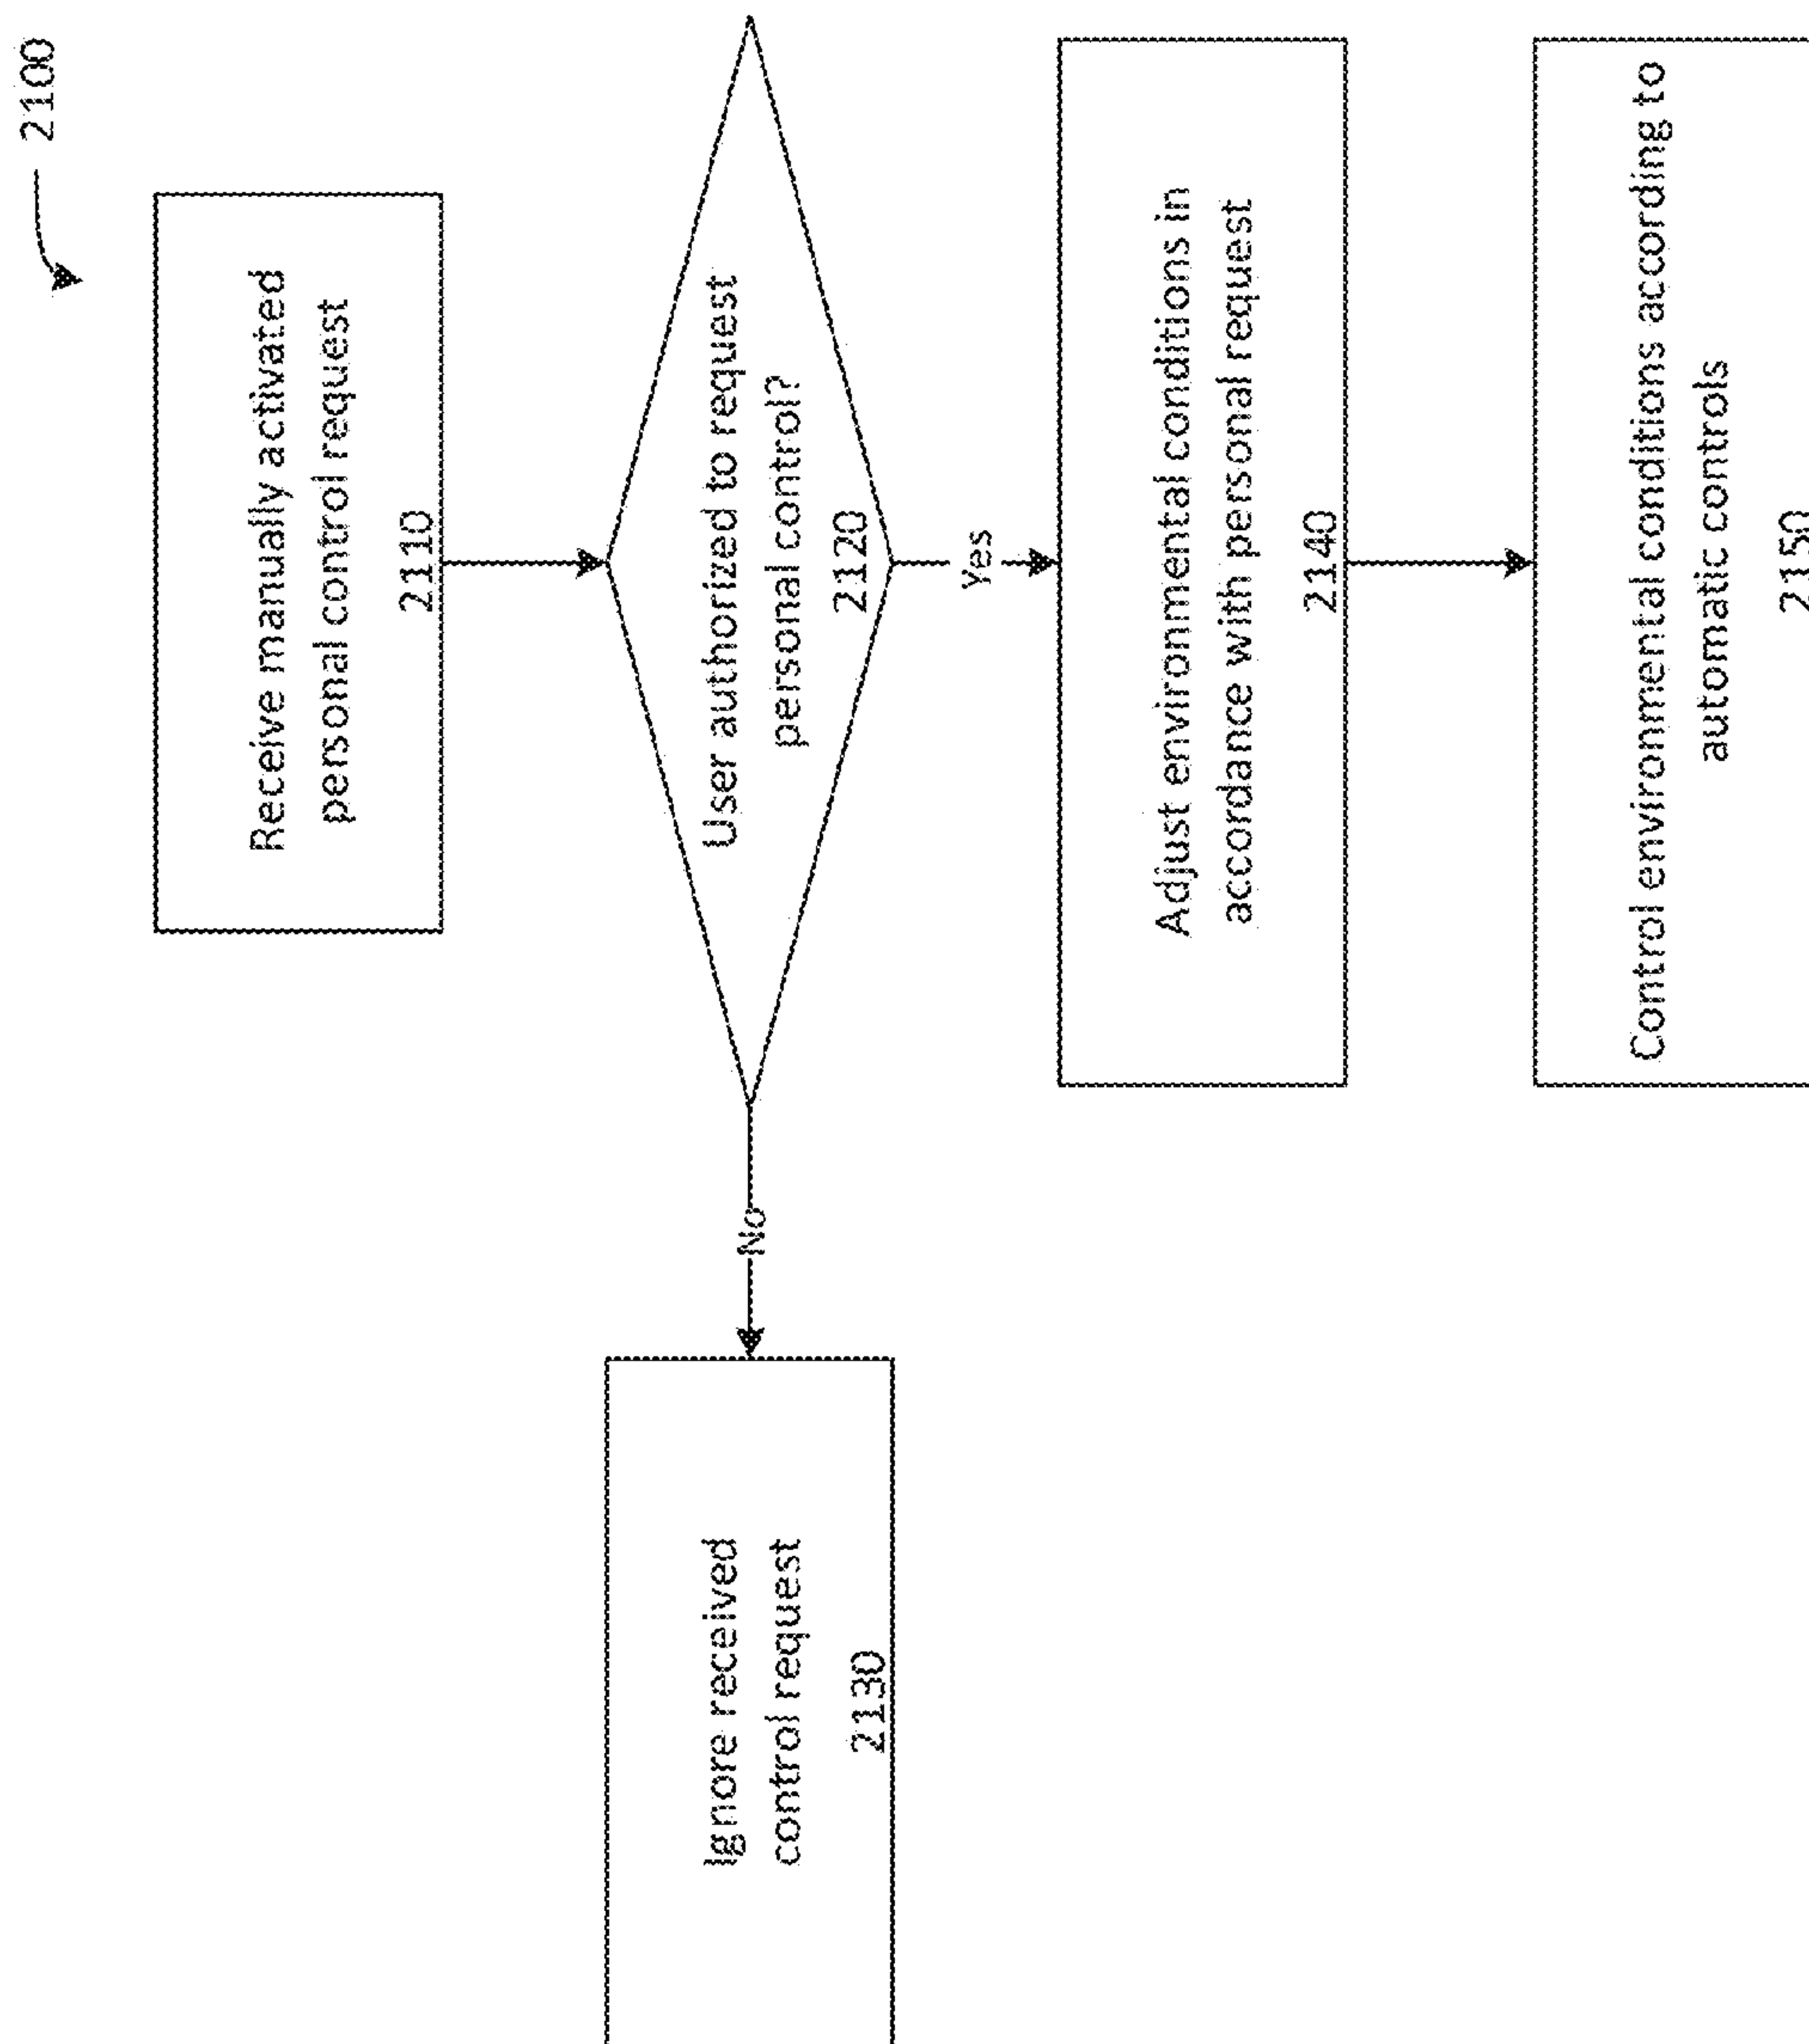 2100
Receive manually activated
personal control request
2110
User authorized to request
personal control?
2120
No
Ignore received
control request
2130
Yes
Adjust environmental conditions in
accordance with personal request
2140
Control environmental conditions according to
automatic controls
2150